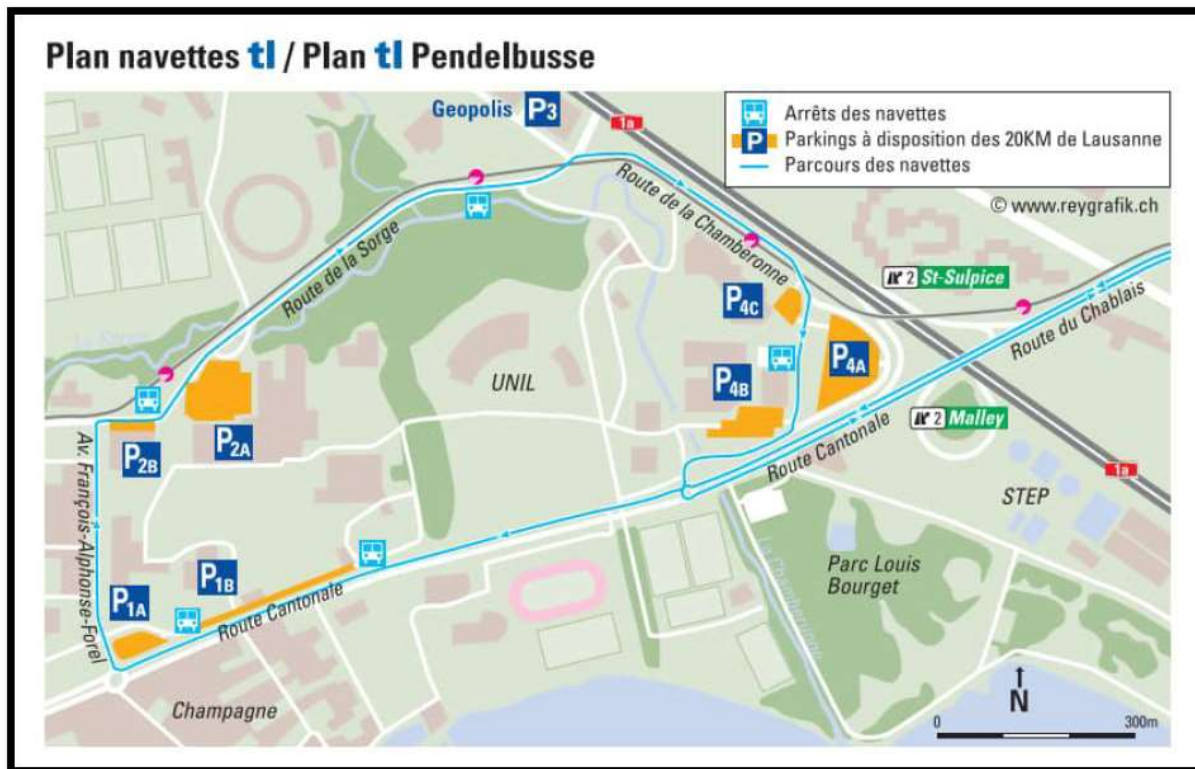 Plan navettes tl / Plan tl Pendelbusse
Geopolis P3
1a
Arrêts des navettes
P Parkings à disposition des 20KM de Lausanne
Parcours des navettes
© www.reygrafik.ch
Route de la Sorge
Route de la Chamberonne
2 St-Sulpice
Route du Chablais
P4C
P4A
P4B
UNIL
2 Malley
Route Cantonale
1a
P2B
P2A
Av. François-Alphonse-Forel
STEP
Parc Louis
Bourget
P1A
P1B
Route Cantonale
La Chamberonne
Champagne
N
0 300m